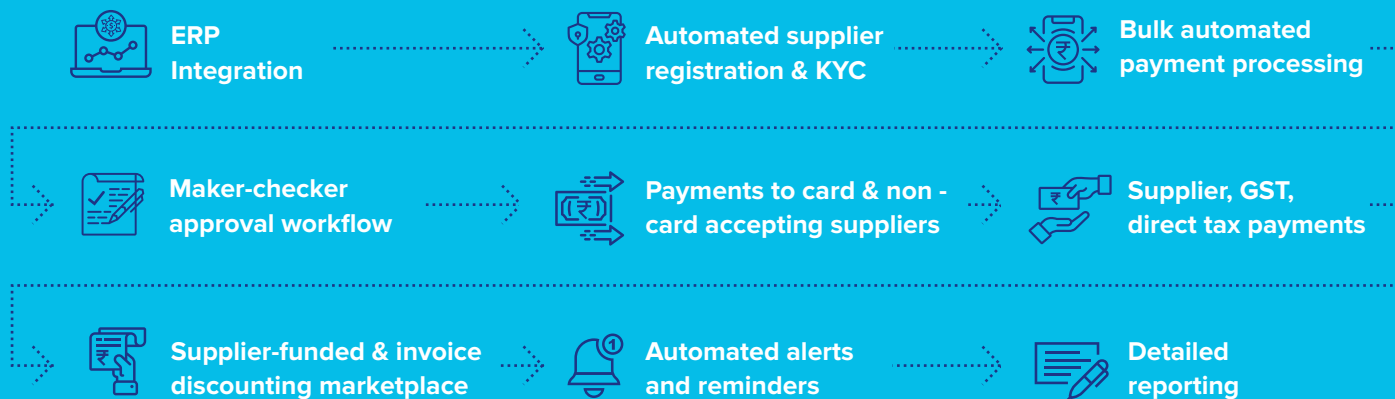 ERP
Integration
Automated supplier
registration & KYC
₹
Bulk automated
payment processing
Maker-checker
approval workflow
₹
Payments to card & non -
card accepting suppliers
₹
Supplier, GST,
direct tax payments
₹
Supplier-funded & invoice
discounting marketplace
1
Automated alerts
and reminders
Detailed
reporting